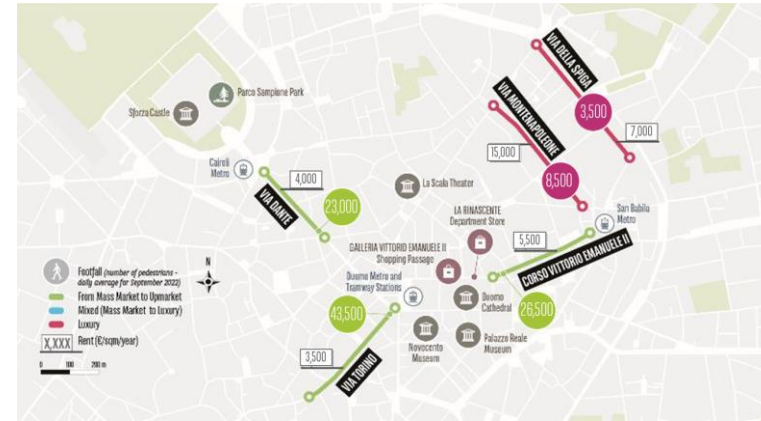 VIA DELLA SPIGA
3,500
7,000
VIA MONTENAPOLEONE
15,000
8,500
Parco Sampione Park
Sforza Castle
Cairoli
Metro
4,000
VIA DANTE
23,000
La Scala Theater
LA RINASCENTE
Department Store
San Babila
Metro
GALLERIA VITTORIO EMANUELE II
Shopping Passage
5,500
CORSO VITTORIO EMANUELE II
26,500
Duomo Metro and
Tramway Stations
Duomo
Cathedral
43,500
Novocento
Museum
Palazzo Reale
Museum
3,500
VIA TORINO
N
Footfall (number of pedestrians -
daily average for September 2022)
From Mass Market to Upmarket
Mixed (Mass Market to Luxury)
Luxury
X,XXX Rent (€/sqm/year)
0 100 200 m